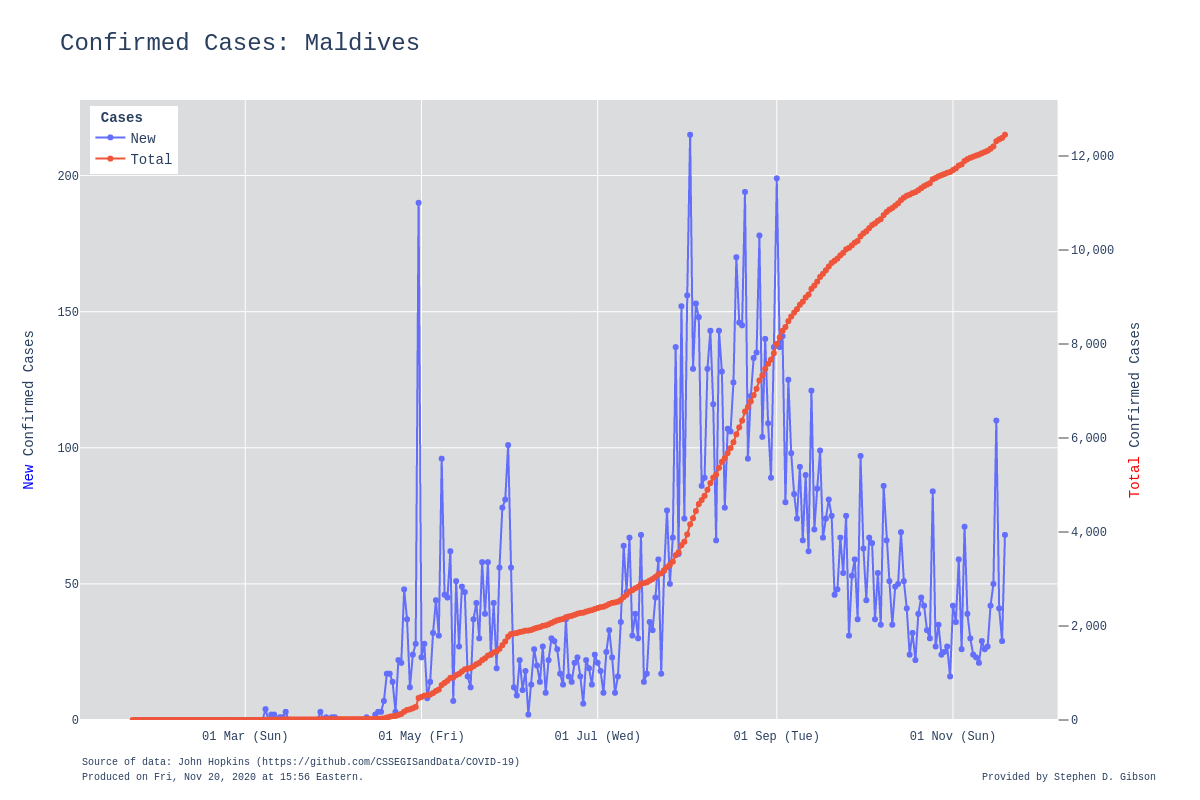 Confirmed Cases: Maldives
Cases
New
Total
200
150
100
50
0
12,000
10,000
8,000
6,000
4,000
2,000
0
New Confirmed Cases
Total Confirmed Cases
01 Mar (Sun)
01 May (Fri)
01 Jul (Wed)
01 Sep (Tue)
01 Nov (Sun)
Source of data: John Hopkins (https://github.com/CSSEGISandData/COVID-19)
Produced on Fri, Nov 20, 2020 at 15:56 Eastern.
Provided by Stephen D. Gibson